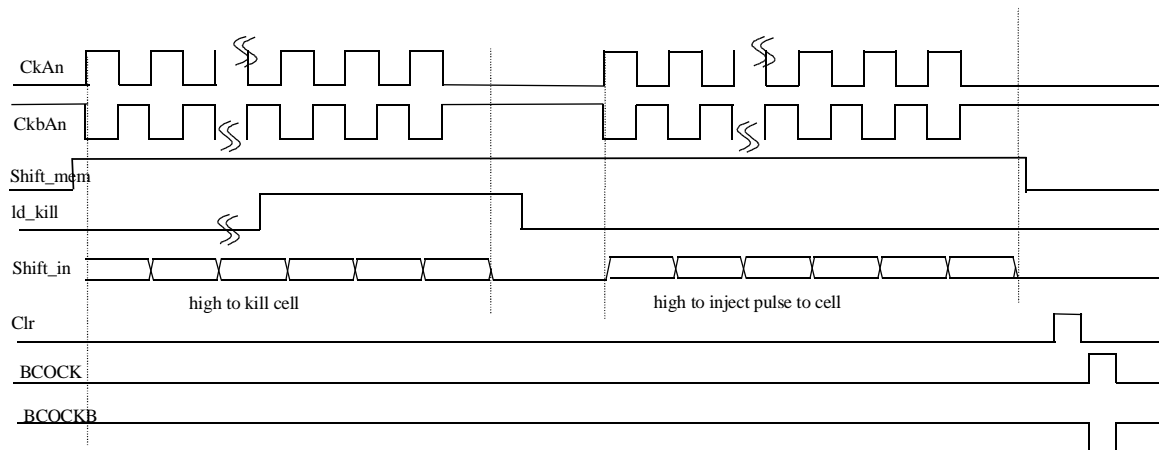 CkAn
CkbAn
Shift_mem
ld_kill
Shift_in
high to kill cell
high to inject pulse to cell
Clr
BCOCK
BCOCKB